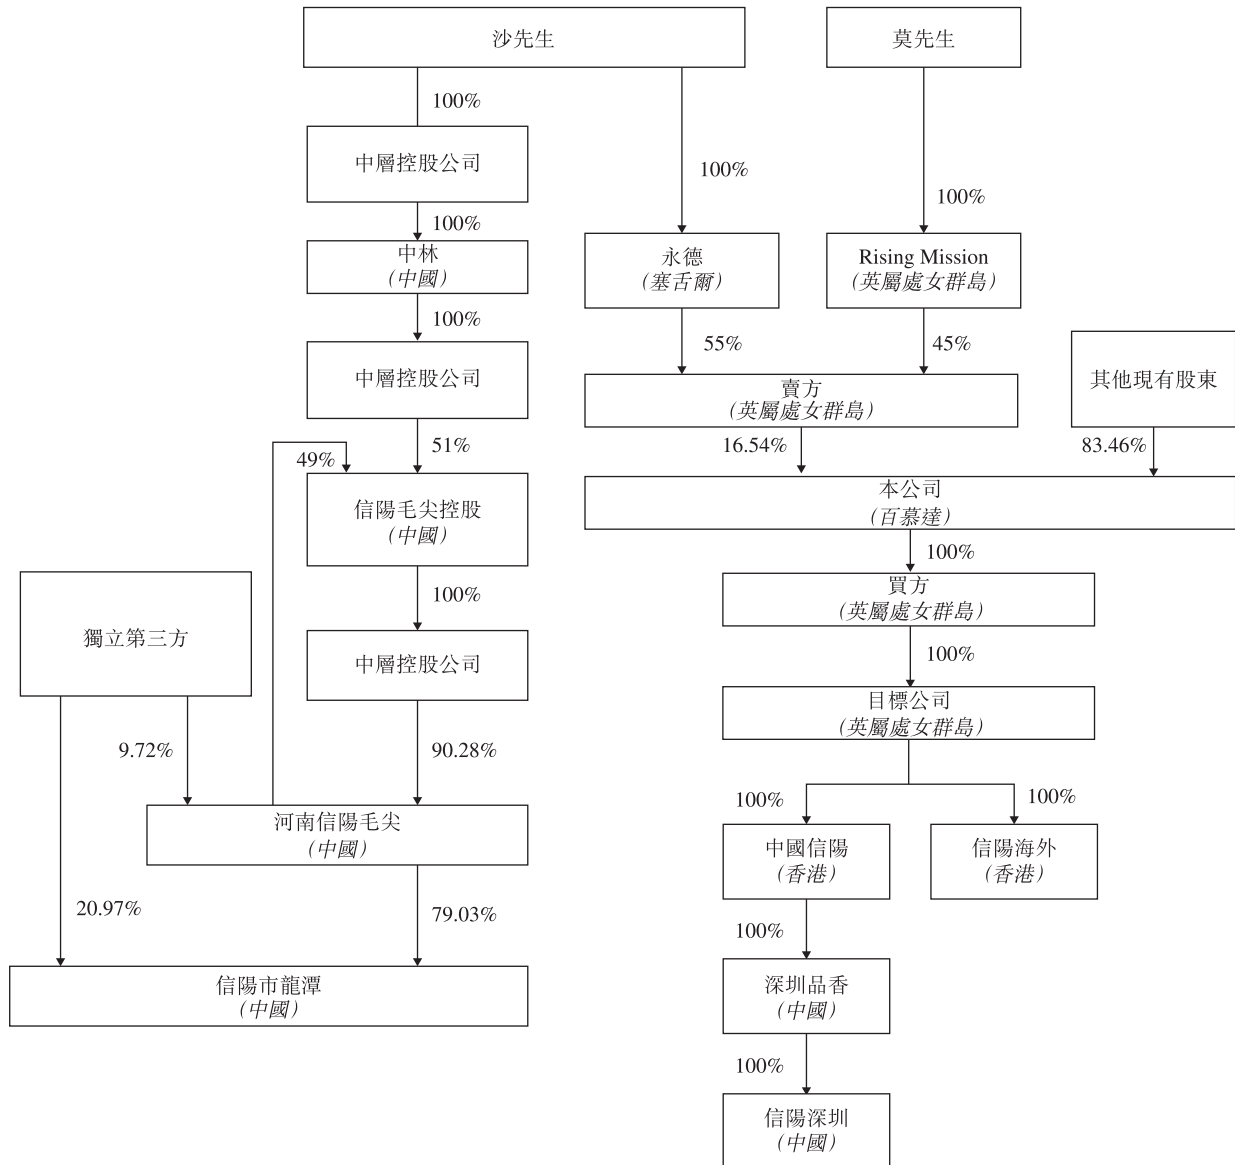 沙先生
莫先生
100%
中層控股公司
100%
100%
100%
中林
(中國)
永德
(塞舌爾)
Rising Mission
(英屬處女群島)
100%
55%
45%
中層控股公司
其他現有股東
賣方
(英屬處女群島)
49%
51%
16.54%
83.46%
信陽毛尖控股
(中國)
本公司
(百慕達)
100%
100%
買方
(英屬處女群島)
獨立第三方
中層控股公司
100%
目標公司
(英屬處女群島)
9.72%
90.28%
100%
100%
河南信陽毛尖
(中國)
中國信陽
(香港)
信陽海外
(香港)
20.97%
79.03%
100%
信陽市龍潭
(中國)
深圳品香
(中國)
100%
信陽深圳
(中國)